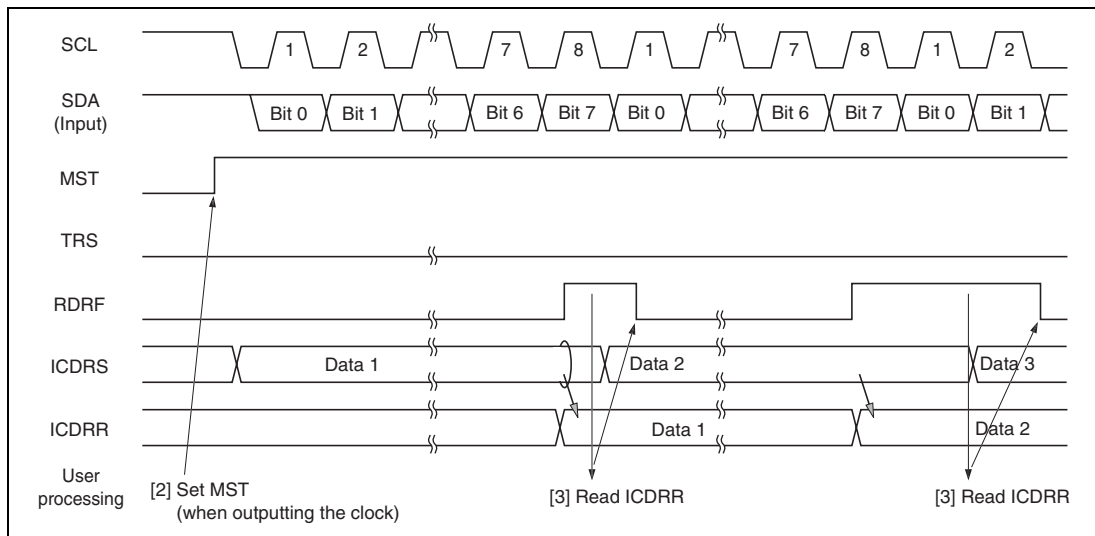 SCL 1 2 7 8 1 7 8 1 2
SDA
(Input)
Bit 0 Bit 1 Bit 6 Bit 7 Bit 0 Bit 6 Bit 7 Bit 0 Bit 1
MST
TRS
RDRF
ICDRS Data 1 Data 2 Data 3
ICDRR Data 1 Data 2
User
processing
[2] Set MST
(when outputting the clock)
[3] Read ICDRR
[3] Read ICDRR